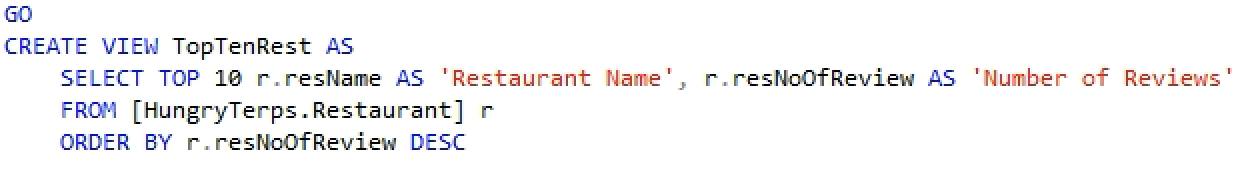 GO
CREATE VIEW TopTenRest AS
SELECT TOP 10 r.resName AS 'Restaurant Name', r.resNoOfReview AS 'Number of Reviews'
FROM [HungryTerps.Restaurant] r
ORDER BY r.resNoOfReview DESC